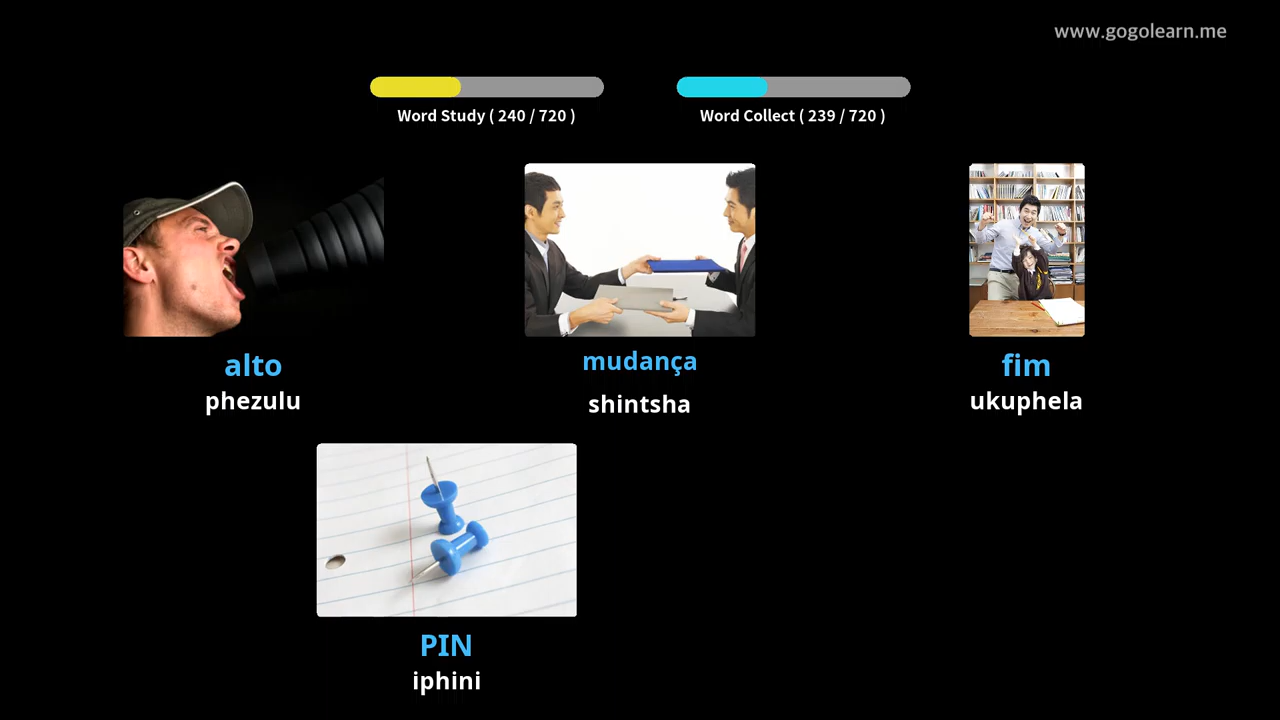 www.gogolearn.me
Word Study ( 240 / 720 )
Word Collect ( 239 / 720 )
alto
phezulu
mudança
shintsha
fim
ukuphela
PIN
iphini